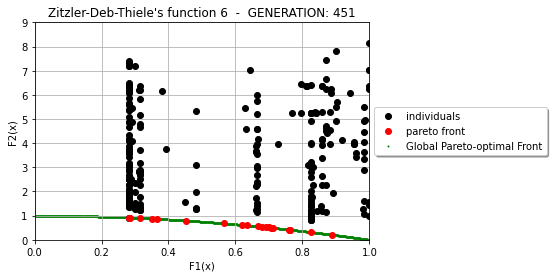 Zitzler-Deb-Thiele's function 6 - GENERATION: 451
9
8
7
6
5
4
3
2
1
0
F2(x)
0.0 0.2 0.4 0.6 0.8 1.0
F1(x)
individuals
pareto front
Global Pareto-optimal Front